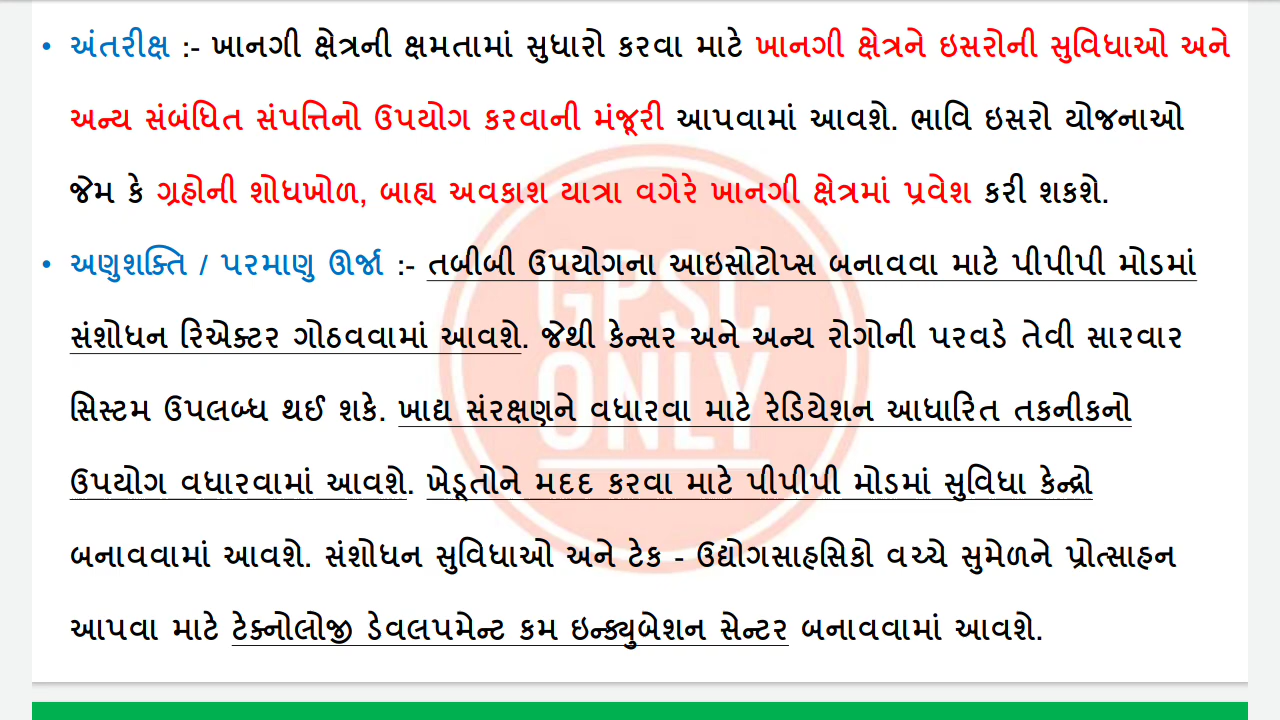 • અંતરીક્ષ :- ખાનગી ક્ષેત્રની ક્ષમતામાં સુધારો કરવા માટે ખાનગી ક્ષેત્રને ઇસરોની સુવિધાઓ અને
અન્ય સંબંધિત સંપત્તિનો ઉપયોગ કરવાની મંજૂરી આપવામાં આવશે. ભાવિ ઇસરો યોજનાઓ
જેમ કે ગ્રહોની શોધખોળ, બાહ્ય અવકાશ યાત્રા વગેરે ખાનગી ક્ષેત્રમાં પ્રવેશ કરી શકશે.
• અણુશક્તિ / પરમાણુ ઊર્જા :- તબીબી ઉપયોગના આઇસોટોપ્સ બનાવવા માટે પીપીપી મોડમાં
સંશોધન રિએક્ટર ગોઠવવામાં આવશે. જેથી કેન્સર અને અન્ય રોગોની પરવડે તેવી સારવાર
સિસ્ટમ ઉપલબ્ધ થઈ શકે. ખાદ્ય સંરક્ષણને વધારવા માટે રેડિયેશન આધારિત તકનીકનો
ઉપયોગ વધારવામાં આવશે. ખેડૂતોને મદદ કરવા માટે પીપીપી મોડમાં સુવિધા કેન્દ્રો
બનાવવામાં આવશે. સંશોધન સુવિધાઓ અને ટેક - ઉદ્યોગસાહસિકો વચ્ચે સુમેળને પ્રોત્સાહન
આપવા માટે ટેક્નોલોજી ડેવલપમેન્ટ કમ ઇન્ક્યુબેશન સેન્ટર બનાવવામાં આવશે.
GPSC
ONLY